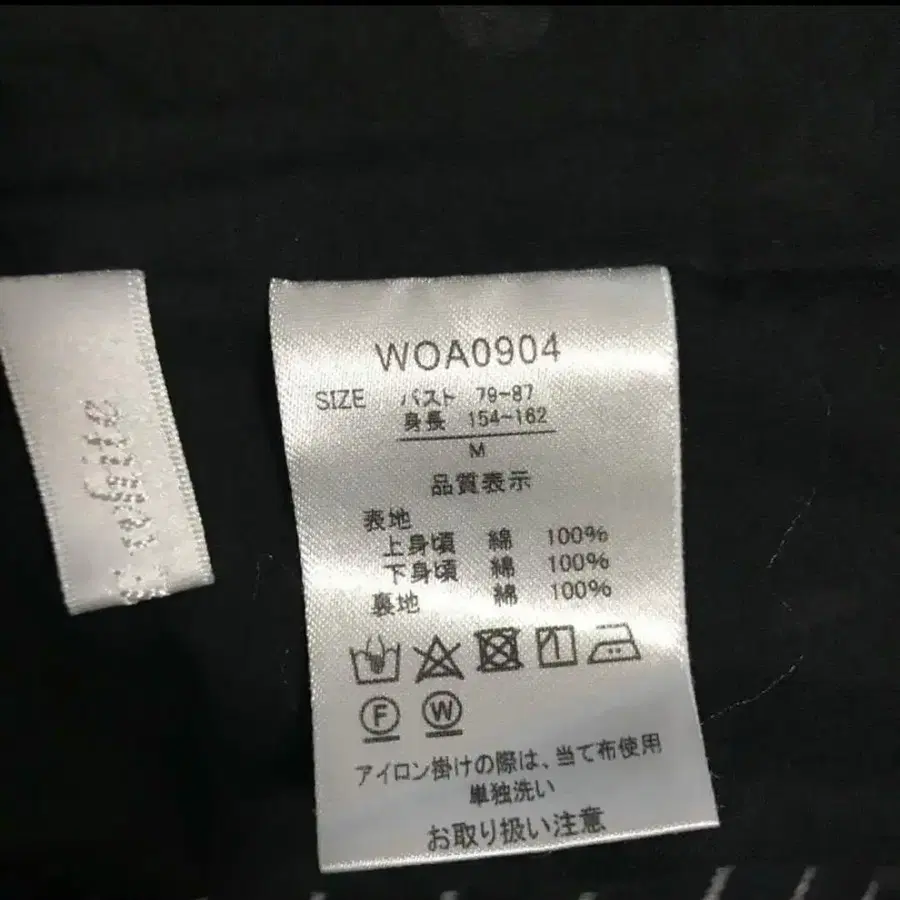 white
WOA0904
SIZE バスト 79-87
身長 154-162
M
品質表示
表地
上身頃 綿 100%
下身頃 綿 100%
裏地 綿 100%
F W
アイロン掛けの際は、当て布使用
単独洗い
お取り扱い注意